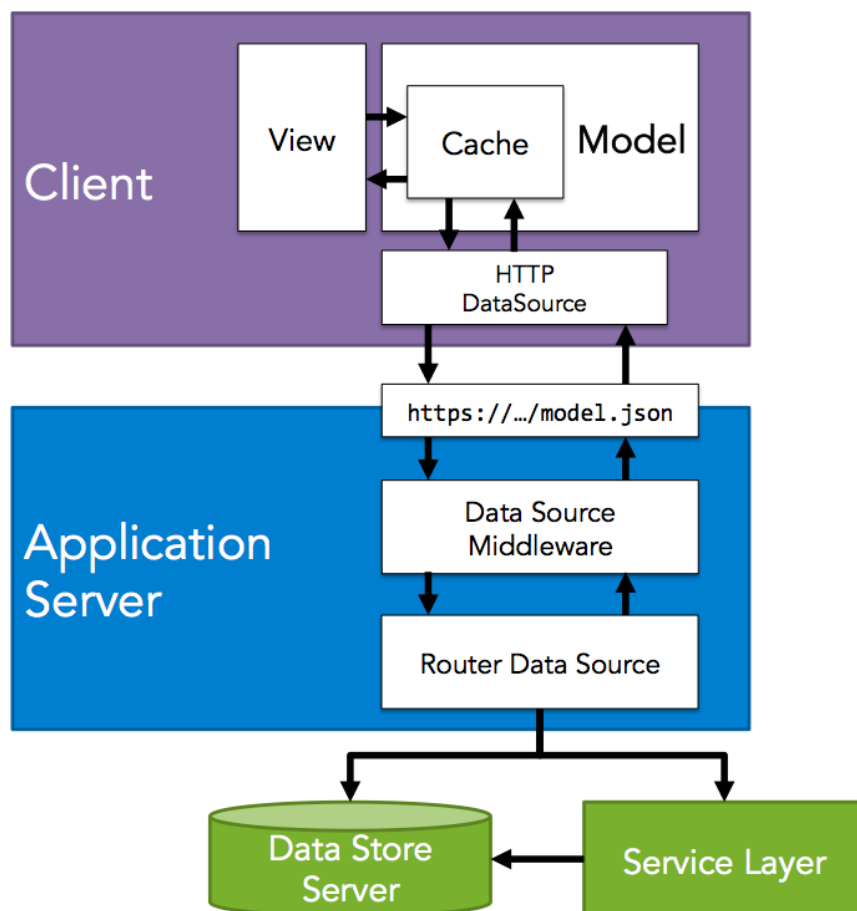 Client
View
Cache
Model
HTTP
DataSource
https://…/model.json
Application
Server
Data Source
Middleware
Router Data Source
Data Store
Server
Service Layer